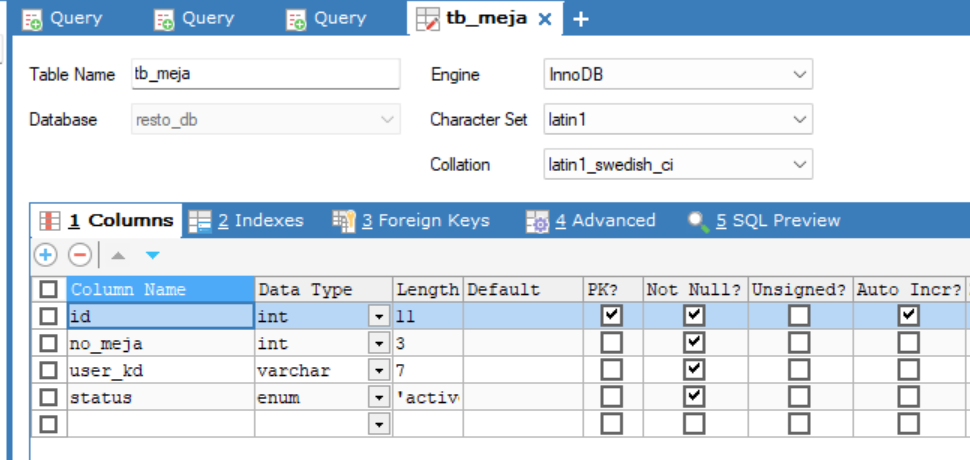 Query Query Query tb_meja +
Table Name tb_meja Engine InnoDB
Database resto_db Character Set latin1
Collation latin1_swedish_ci
1 Columns 2 Indexes 3 Foreign Keys 4 Advanced 5 SQL Preview
Column Name Data Type Length Default PK? Not Null? Unsigned? Auto Incr?
id int 11
no_meja int 3
user_kd varchar 7
status enum 'activ